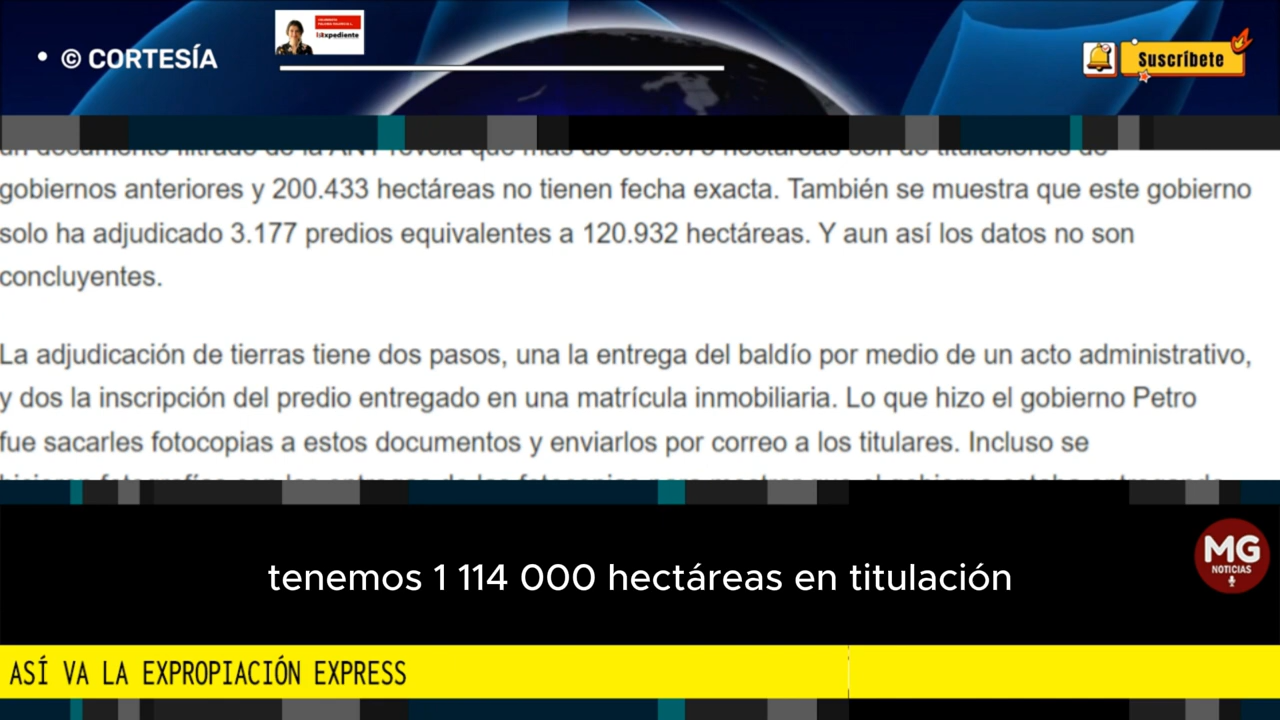 • © CORTESÍA
Expediente
Suscríbete
gobiernos anteriores y 200.433 hectáreas no tienen fecha exacta. También se muestra que este gobierno
solo ha adjudicado 3.177 predios equivalentes a 120.932 hectáreas. Y aun así los datos no son
concluyentes.
La adjudicación de tierras tiene dos pasos, una la entrega del baldío por medio de un acto administrativo,
y dos la inscripción del predio entregado en una matrícula inmobiliaria. Lo que hizo el gobierno Petro
fue sacarles fotocopias a estos documentos y enviarlos por correo a los titulares. Incluso se
tenemos 1 114 000 hectáreas en titulación
MG
NOTICIAS
ASÍ VA LA EXPROPIACIÓN EXPRESS